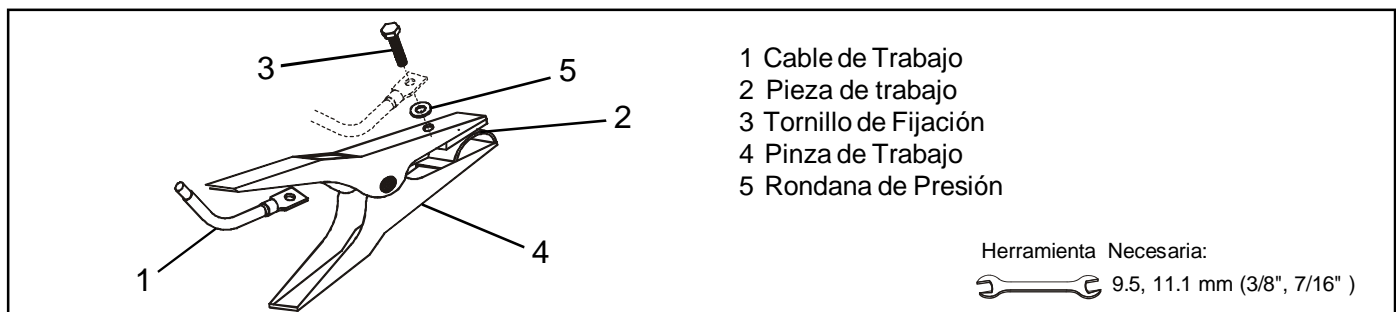 3
5
2
1
4
1 Cable de Trabajo
2 Pieza de trabajo
3 Tornillo de Fijación
4 Pinza de Trabajo
5 Rondana de Presión
Herramienta Necesaria:
9.5, 11.1 mm (3/8", 7/16" )